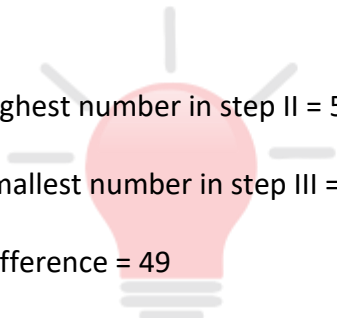 ghest number in step II = 5
mallest number in step III =
fference = 49